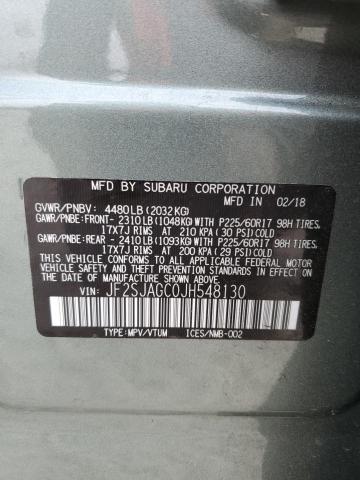 MFD BY SUBARU CORPORATION
MADE IN JAPAN 02/18
GVWR/PNBV: 4480LB(2032KG)
GAWR/PNBE:FRONT- 2310LB(1048KG)WITH P225/60R17 98H TIRES,
17X7J RIMS AT 210 KPA (30 PSI)COLD
GAWR/PNBE:REAR - 2410LB(1093KG)WITH P225/60R17 98H TIRES,
17X7J RIMS AT 200 KPA (29 PSI)COLD
THIS VEHICLE CONFORMS TO ALL APPLICABLE FEDERAL MOTOR
VEHICLE SAFETY AND BUMPER STANDARDS IN EFFECT ON
THE DATE OF MANUFACTURE SHOWN ABOVE.
VIN: JF2SJAGC0JH548130
TYPE:MPV/VTUM ICES/NMB-002